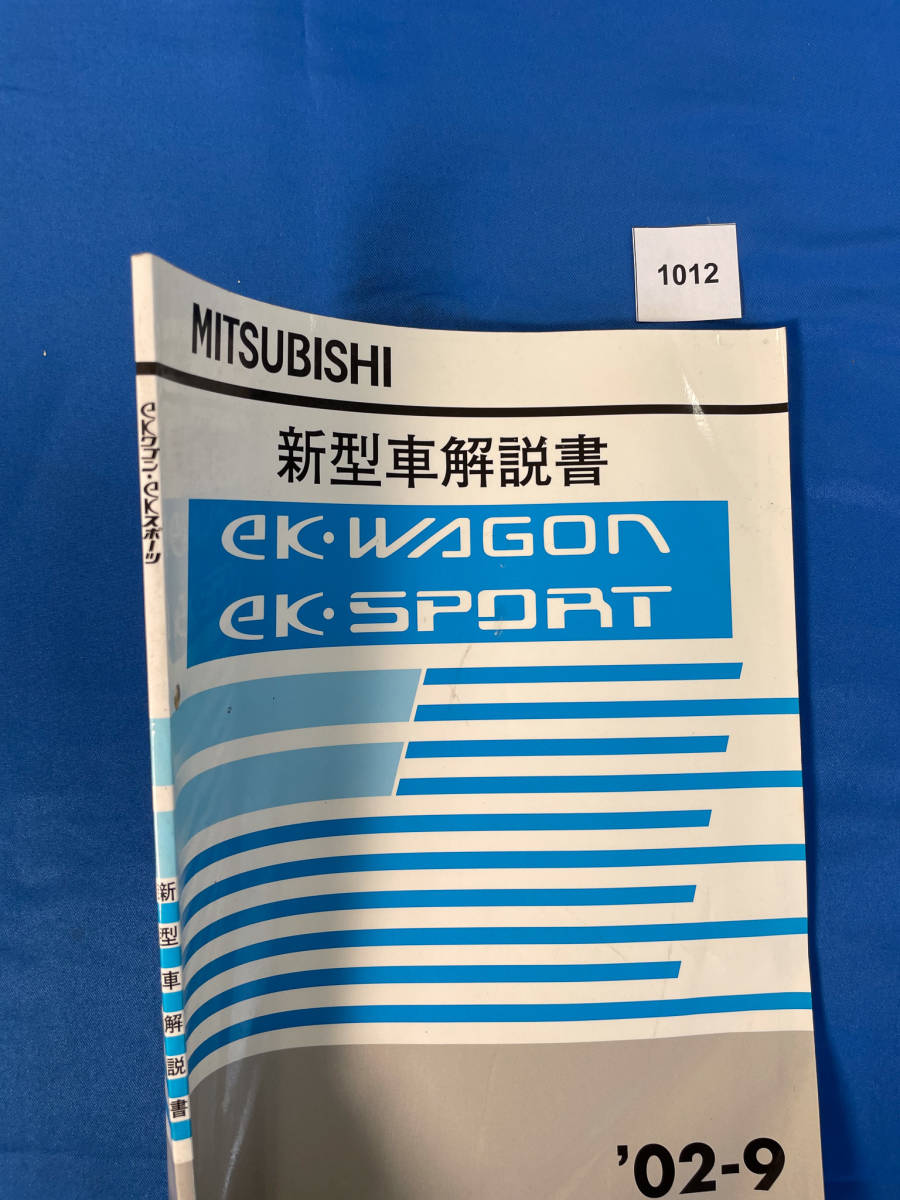 1012
MITSUBISHI
新型車解説書
eK·WAGON
eK·SPORT
'02-9
eKワゴン・eKスポーツ
新型車解説書